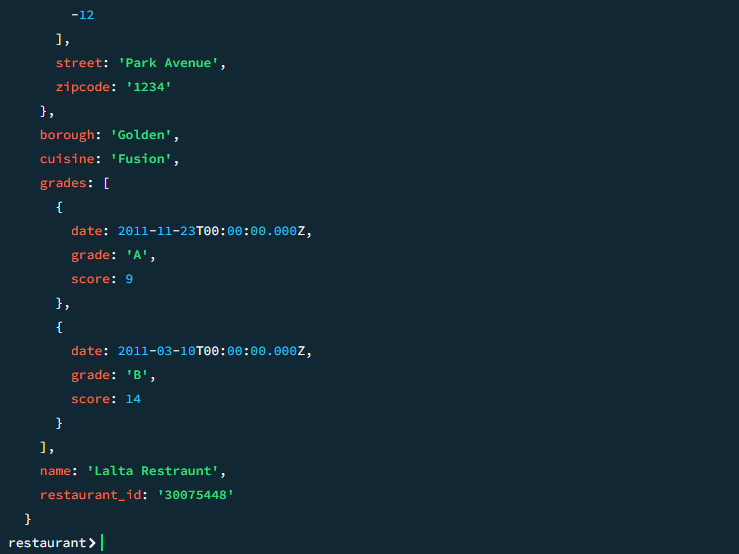 -12
],
street: 'Park Avenue',
zipcode: '1234'
},
borough: 'Golden',
cuisine: 'Fusion',
grades: [
{
date: 2011-11-23T00:00:00.000Z,
grade: 'A',
score: 9
},
{
date: 2011-03-10T00:00:00.000Z,
grade: 'B',
score: 14
}
],
name: 'Lalta Restraunt',
restaurant_id: '30075448'
}
restaurant>